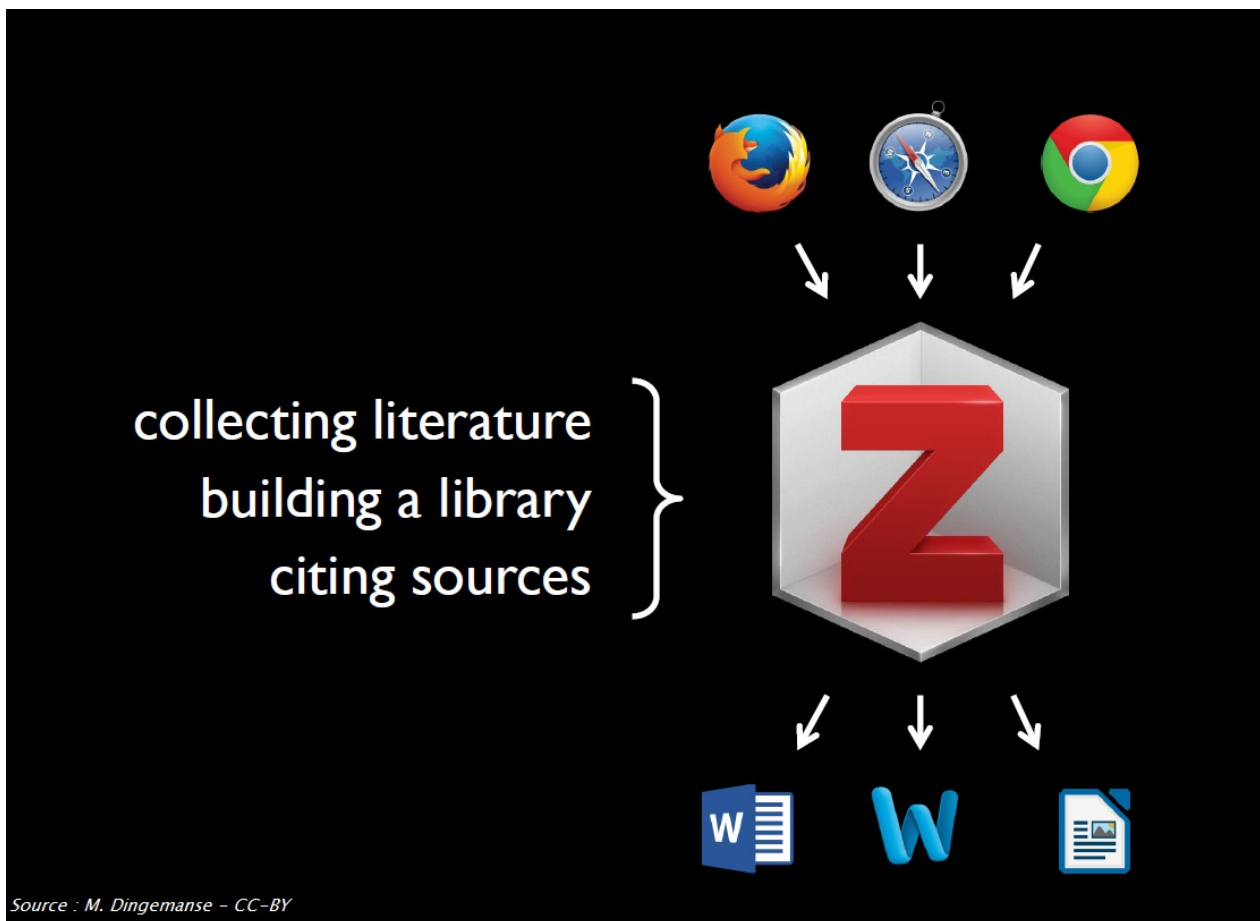 collecting literature
building a library
citing sources
Z
W
W
Source : M. Dingemanse - CC-BY